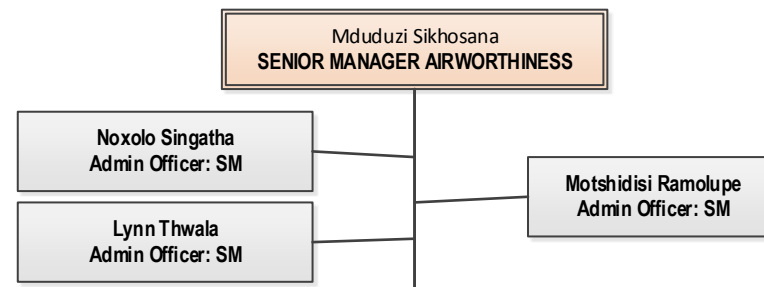 Mduduzi Sikhosana
SENIOR MANAGER AIRWORTHINESS
Noxolo Singatha
Admin Officer: SM
Motshidisi Ramolupe
Admin Officer: SM
Lynn Thwala
Admin Officer: SM